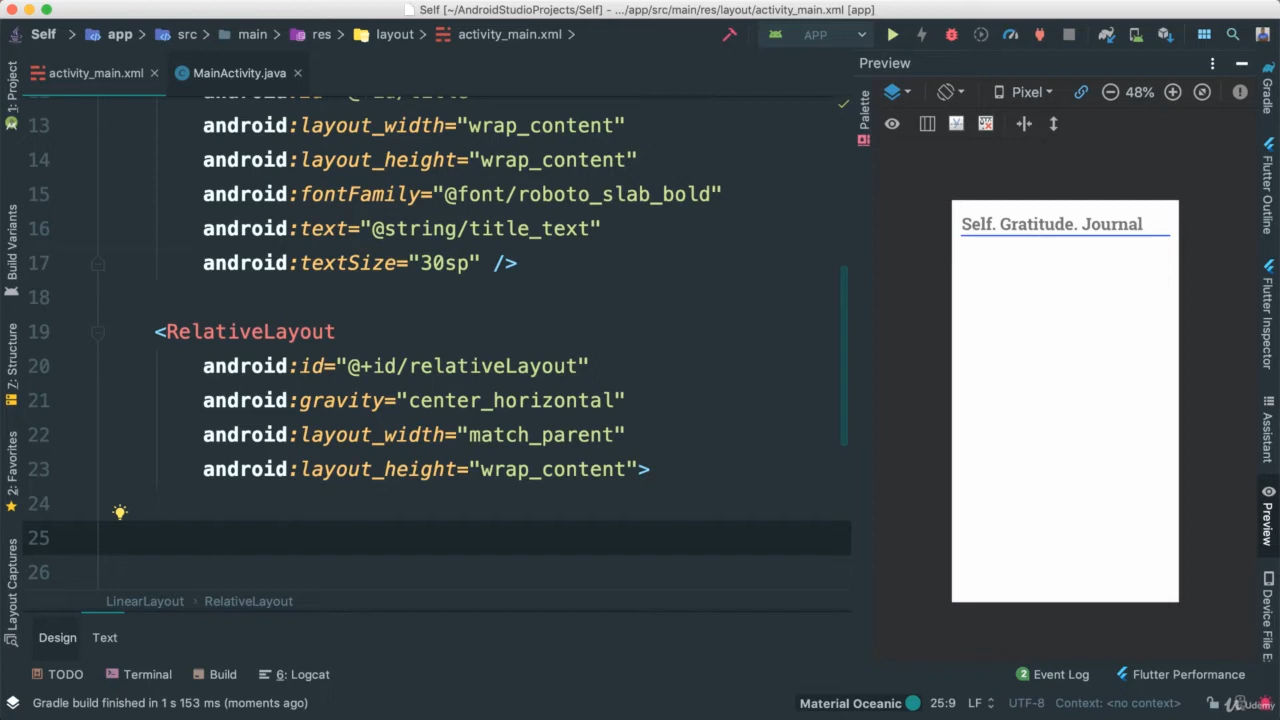 Self [~/AndroidStudioProjects/Self] - .../app/src/main/res/layout/activity_main.xml [app]
Self app src main res layout activity_main.xml APP
activity_main.xml MainActivity.java
Preview
Pixel 48%
13 android:layout_width="wrap_content"
14 android:layout_height="wrap_content"
15 android:fontFamily="@font/roboto_slab_bold"
16 android:text="@string/title_text"
17 android:textSize="30sp" />
18
19 <RelativeLayout
20 android:id="@+id/relativeLayout"
21 android:gravity="center_horizontal"
22 android:layout_width="match_parent"
23 android:layout_height="wrap_content">
24
25
26
LinearLayout › RelativeLayout
Design Text
Self. Gratitude. Journal
1: Project
Build Variants
7: Structure
2: Favorites
Layout Captures
Palette
Gradle
Flutter Outline
Flutter Inspector
Assistant
Preview
Device File E
TODO Terminal Build 6: Logcat
2 Event Log Flutter Performance
Gradle build finished in 1 s 153 ms (moments ago)
Material Oceanic 25:9 LF UTF-8 Context: <no context>
Udemy